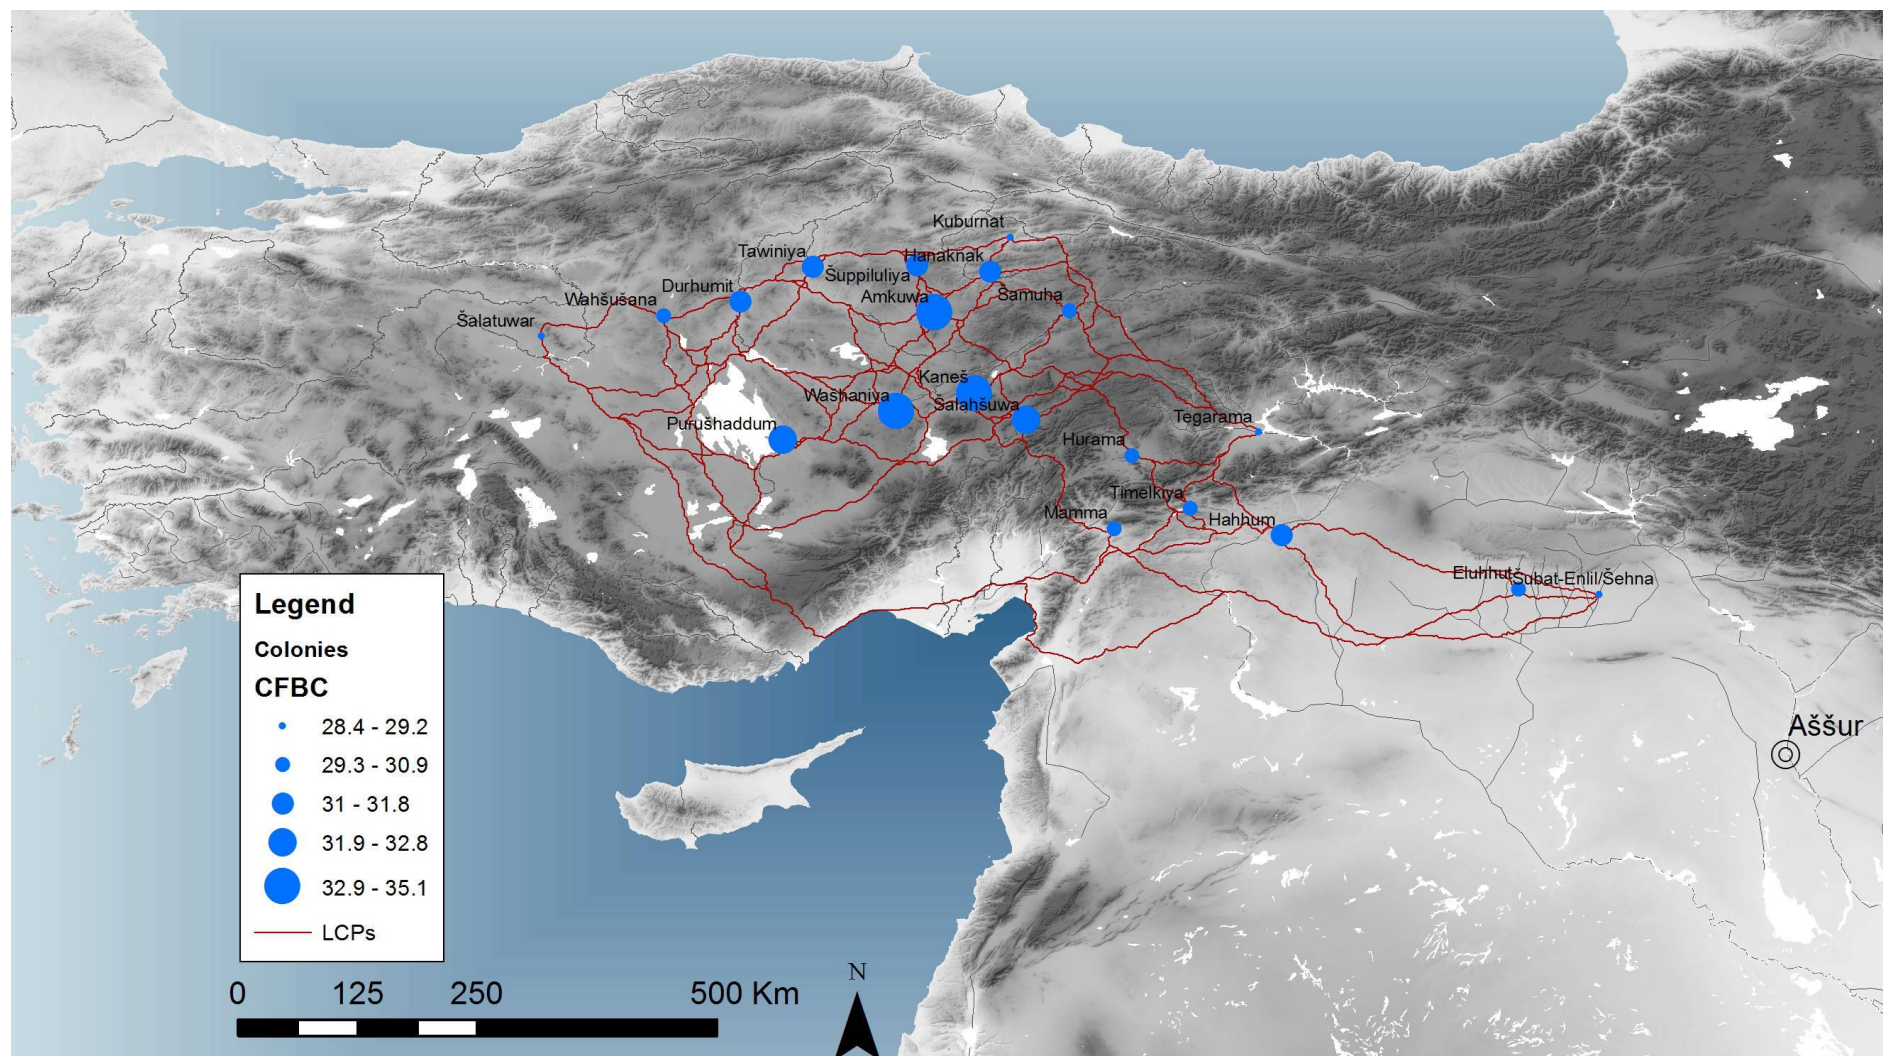 Kuburnat
Tawiniya
Hanaknak
Šuppiluliya
Durhumit
Amkuwa
Šamuha
Wahšušana
Šalatuwar
Kaneš
Wašhaniya
Šalahšuwa
Purušhaddum
Tegarama
Hurama
Timelkiya
Mamma
Hahhum
Eluhhut
Šubat-Enlil/Šehna
Aššur
Legend
Colonies
CFBC
28.4 - 29.2
29.3 - 30.9
31 - 31.8
31.9 - 32.8
32.9 - 35.1
LCPs
0 125 250 500 Km
N